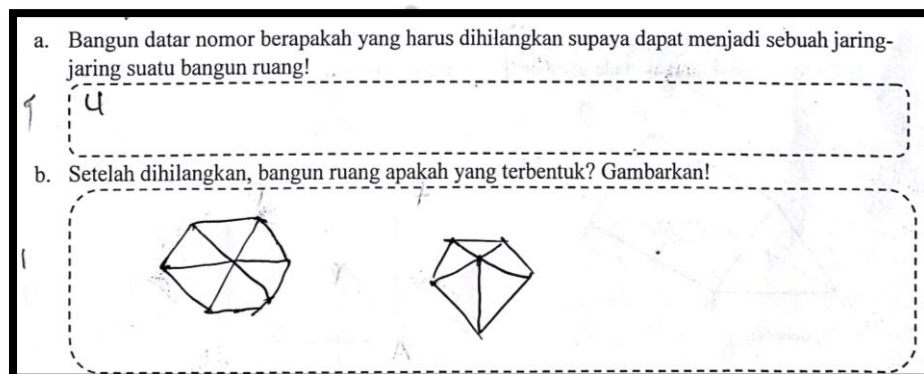 a. Bangun datar nomor berapakah yang harus dihilangkan supaya dapat menjadi sebuah jaring-
jaring suatu bangun ruang!
4
b. Setelah dihilangkan, bangun ruang apakah yang terbentuk? Gambarkan!